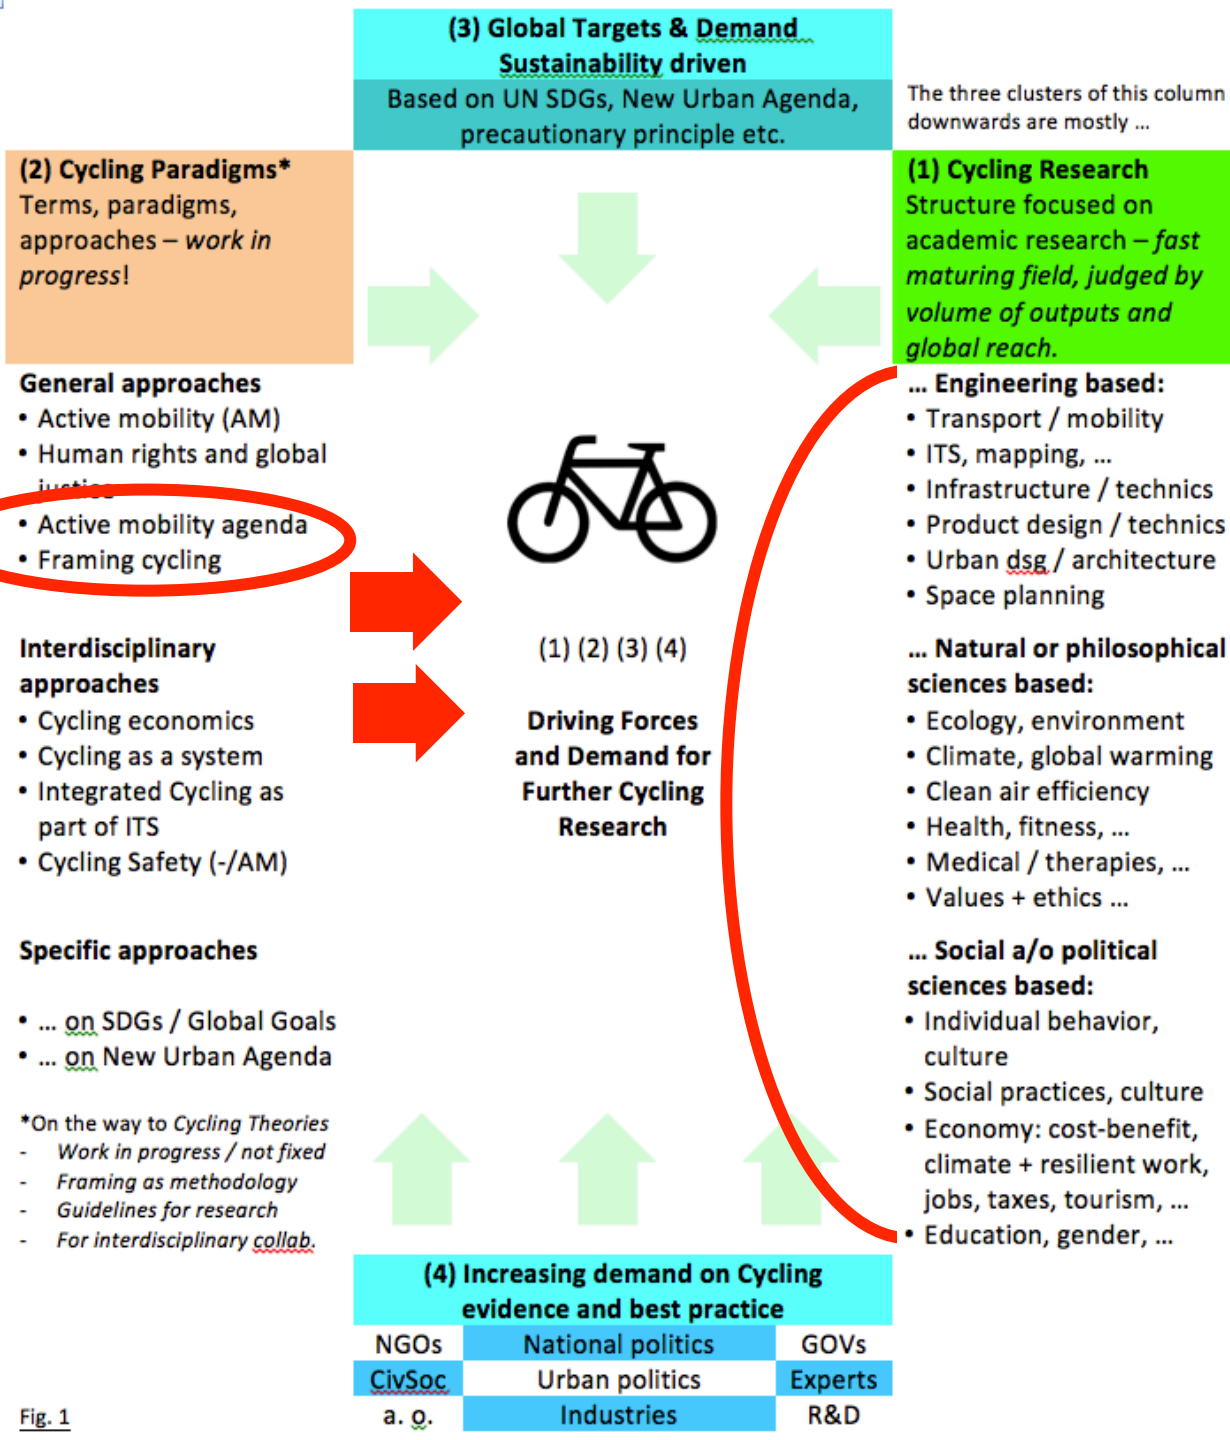 (3) Global Targets & Demand
Sustainability driven
Based on UN SDGs, New Urban Agenda,
precautionary principle etc.
The three clusters of this column
downwards are mostly ...
(2) Cycling Paradigms*
Terms, paradigms,
approaches – work in
progress!
(1) Cycling Research
Structure focused on
academic research – fast
maturing field, judged by
volume of outputs and
global reach.
General approaches
• Active mobility (AM)
• Human rights and global
justice
• Active mobility agenda
• Framing cycling
Interdisciplinary
approaches
• Cycling economics
• Cycling as a system
• Integrated Cycling as
part of ITS
• Cycling Safety (-/AM)
Specific approaches
• ... on SDGs / Global Goals
• ... on New Urban Agenda
*On the way to Cycling Theories
- Work in progress / not fixed
- Framing as methodology
- Guidelines for research
- For interdisciplinary collab.
(1) (2) (3) (4)
Driving Forces
and Demand for
Further Cycling
Research
... Engineering based:
• Transport / mobility
• ITS, mapping, ...
• Infrastructure / technics
• Product design / technics
• Urban dsg / architecture
• Space planning
... Natural or philosophical
sciences based:
• Ecology, environment
• Climate, global warming
• Clean air efficiency
• Health, fitness, ...
• Medical / therapies, ...
• Values + ethics ...
... Social a/o political
sciences based:
• Individual behavior,
culture
• Social practices, culture
• Economy: cost-benefit,
climate + resilient work,
jobs, taxes, tourism, ...
• Education, gender, ...
(4) Increasing demand on Cycling
evidence and best practice
NGOs National politics GOVs
CivSoc Urban politics Experts
a. o. Industries R&D
Fig. 1